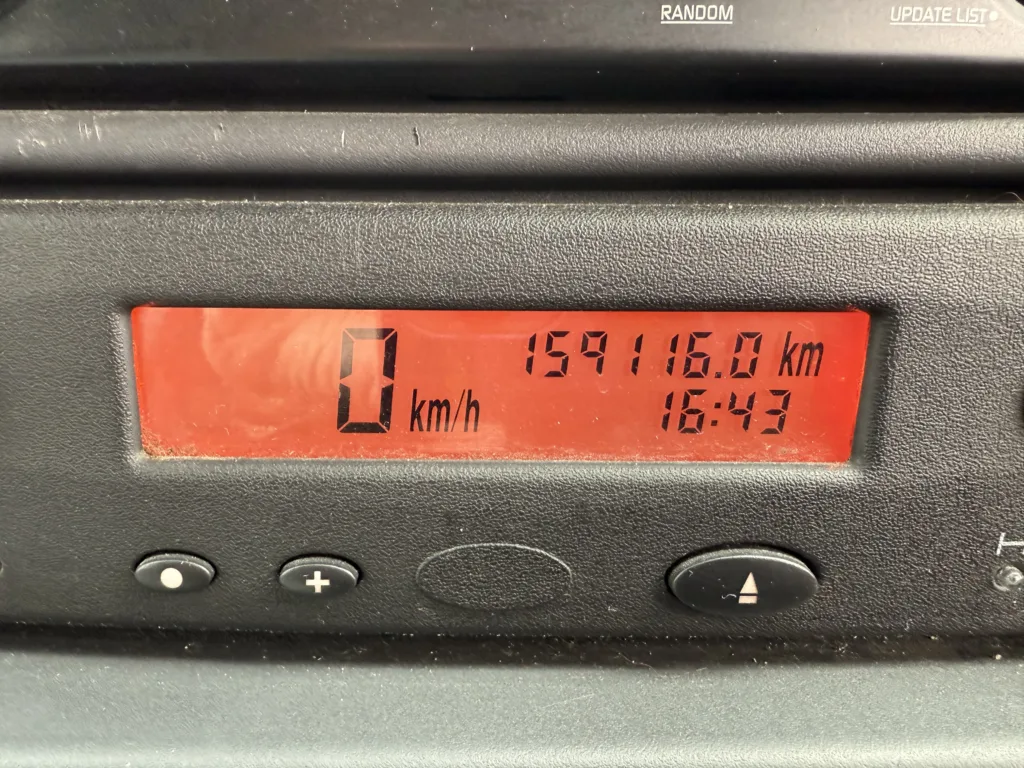 RANDOM UPDATE LIST
159116.0 km
0 km/h
16:43